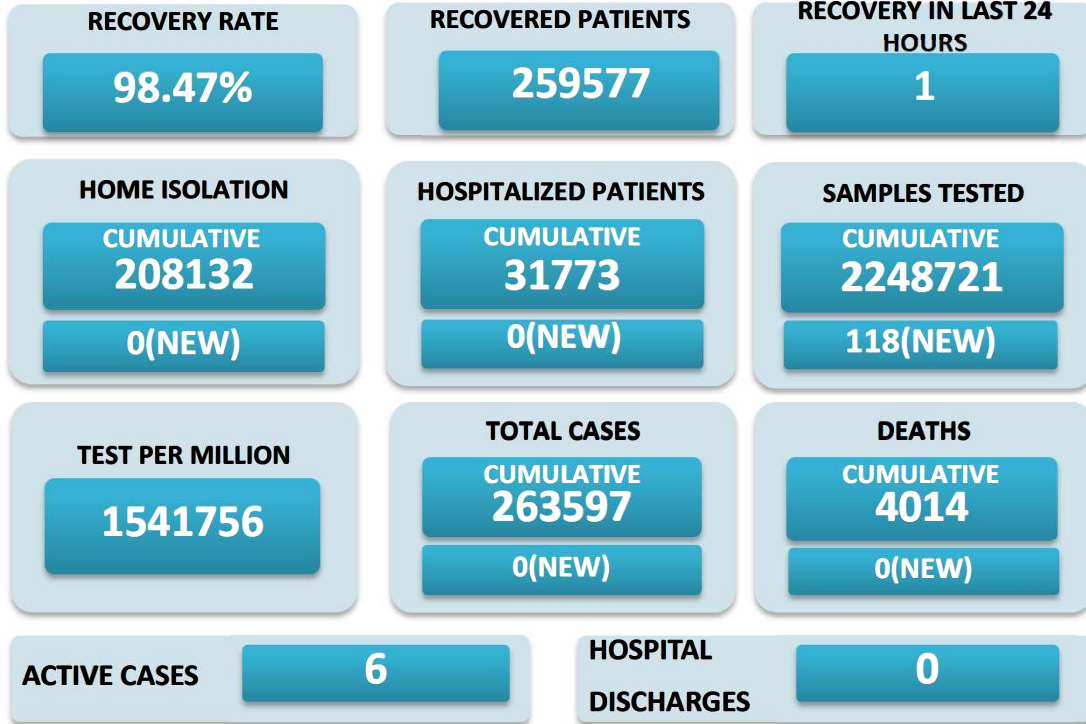 RECOVERY RATE
98.47%
RECOVERED PATIENTS
259577
RECOVERY IN LAST 24
HOURS
1
HOME ISOLATION
CUMULATIVE
208132
0(NEW)
HOSPITALIZED PATIENTS
CUMULATIVE
31773
0(NEW)
SAMPLES TESTED
CUMULATIVE
2248721
118(NEW)
TEST PER MILLION
1541756
TOTAL CASES
CUMULATIVE
263597
0(NEW)
DEATHS
CUMULATIVE
4014
0(NEW)
ACTIVE CASES
6
HOSPITAL
DISCHARGES
0